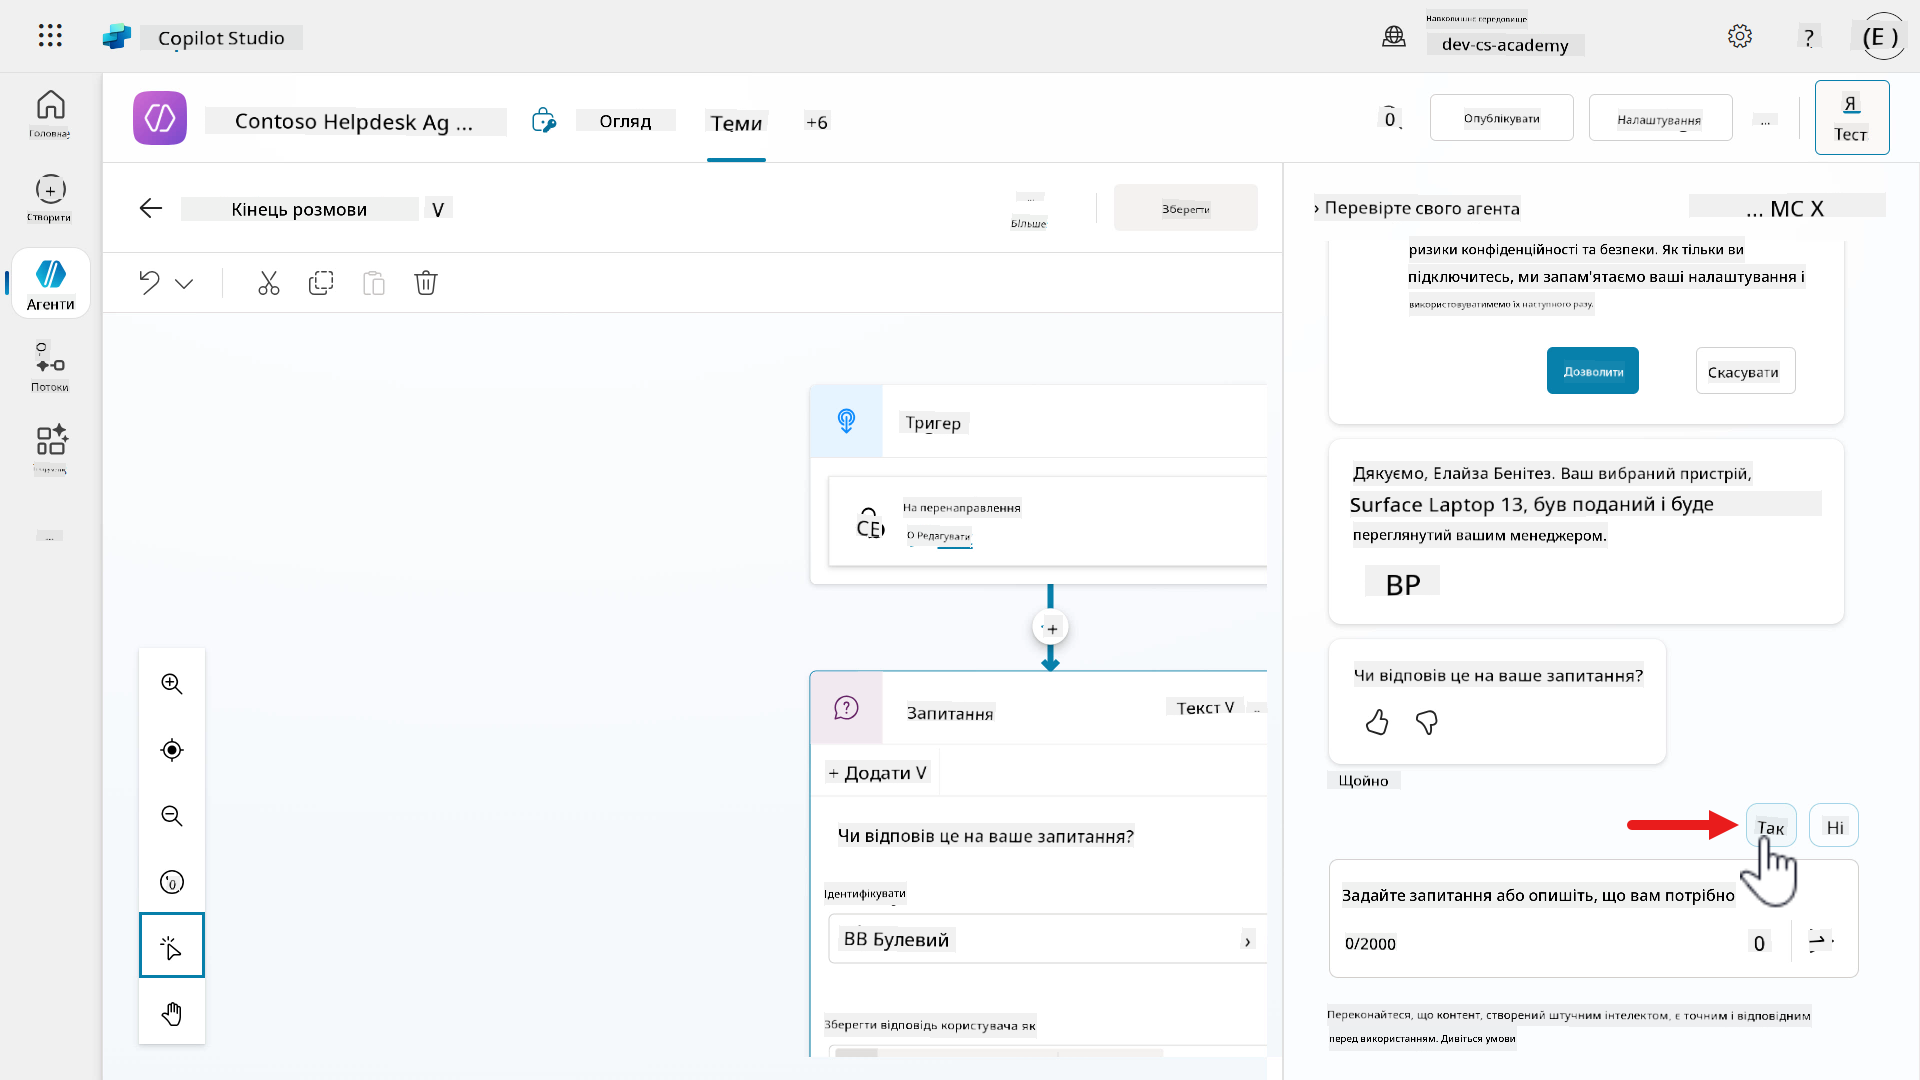 Copilot Studio
Навколишнє середовище
dev-cs-academy
?
(E )
Головна
Створити
Агенти
Потоки
...
Contoso Helpdesk Ag ...
Огляд
Теми
+6
0
Опублікувати
Налаштування
...
Я
Тест
Кінець розмови
V
...
Більше
Зберегти
Тригер
СЕ
На перенаправлення
О Редагувати
+
Запитання
Текст V
+ Додати V
Чи відповів це на ваше запитання?
Ідентифікувати
ВВ Булевий
›
Зберегти відповідь користувача як
› Перевірте свого агента
... МС X
ризики конфіденційності та безпеки. Як тільки ви
підключитесь, ми запам'ятаємо ваші налаштування і
використовуватимемо їх наступного разу.
Дозволити
Скасувати
Дякуємо, Елайза Бенітез. Ваш вибраний пристрій,
Surface Laptop 13, був поданий і буде
переглянутий вашим менеджером.
ВР
Чи відповів це на ваше запитання?
Щойно
Так
Ні
Задайте запитання або опишіть, що вам потрібно
0/2000
0
Переконайтеся, що контент, створений штучним інтелектом, є точним і відповідним
перед використанням. Дивіться умови